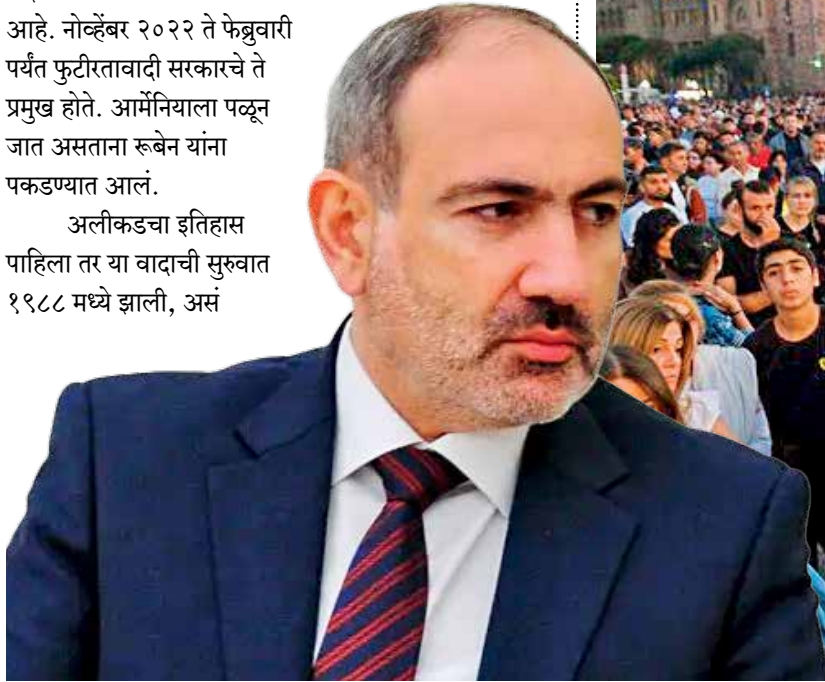 आहे. नोव्हेंबर २०२२ ते फेब्रुवारी
पर्यंत फुटीरतावादी सरकारचे ते
प्रमुख होते. आर्मेनियाला पळून
जात असताना रूबेन यांना
पकडण्यात आलं.
अलीकडचा इतिहास
पाहिला तर या वादाची सुरुवात
१९८८ मध्ये झाली, असं